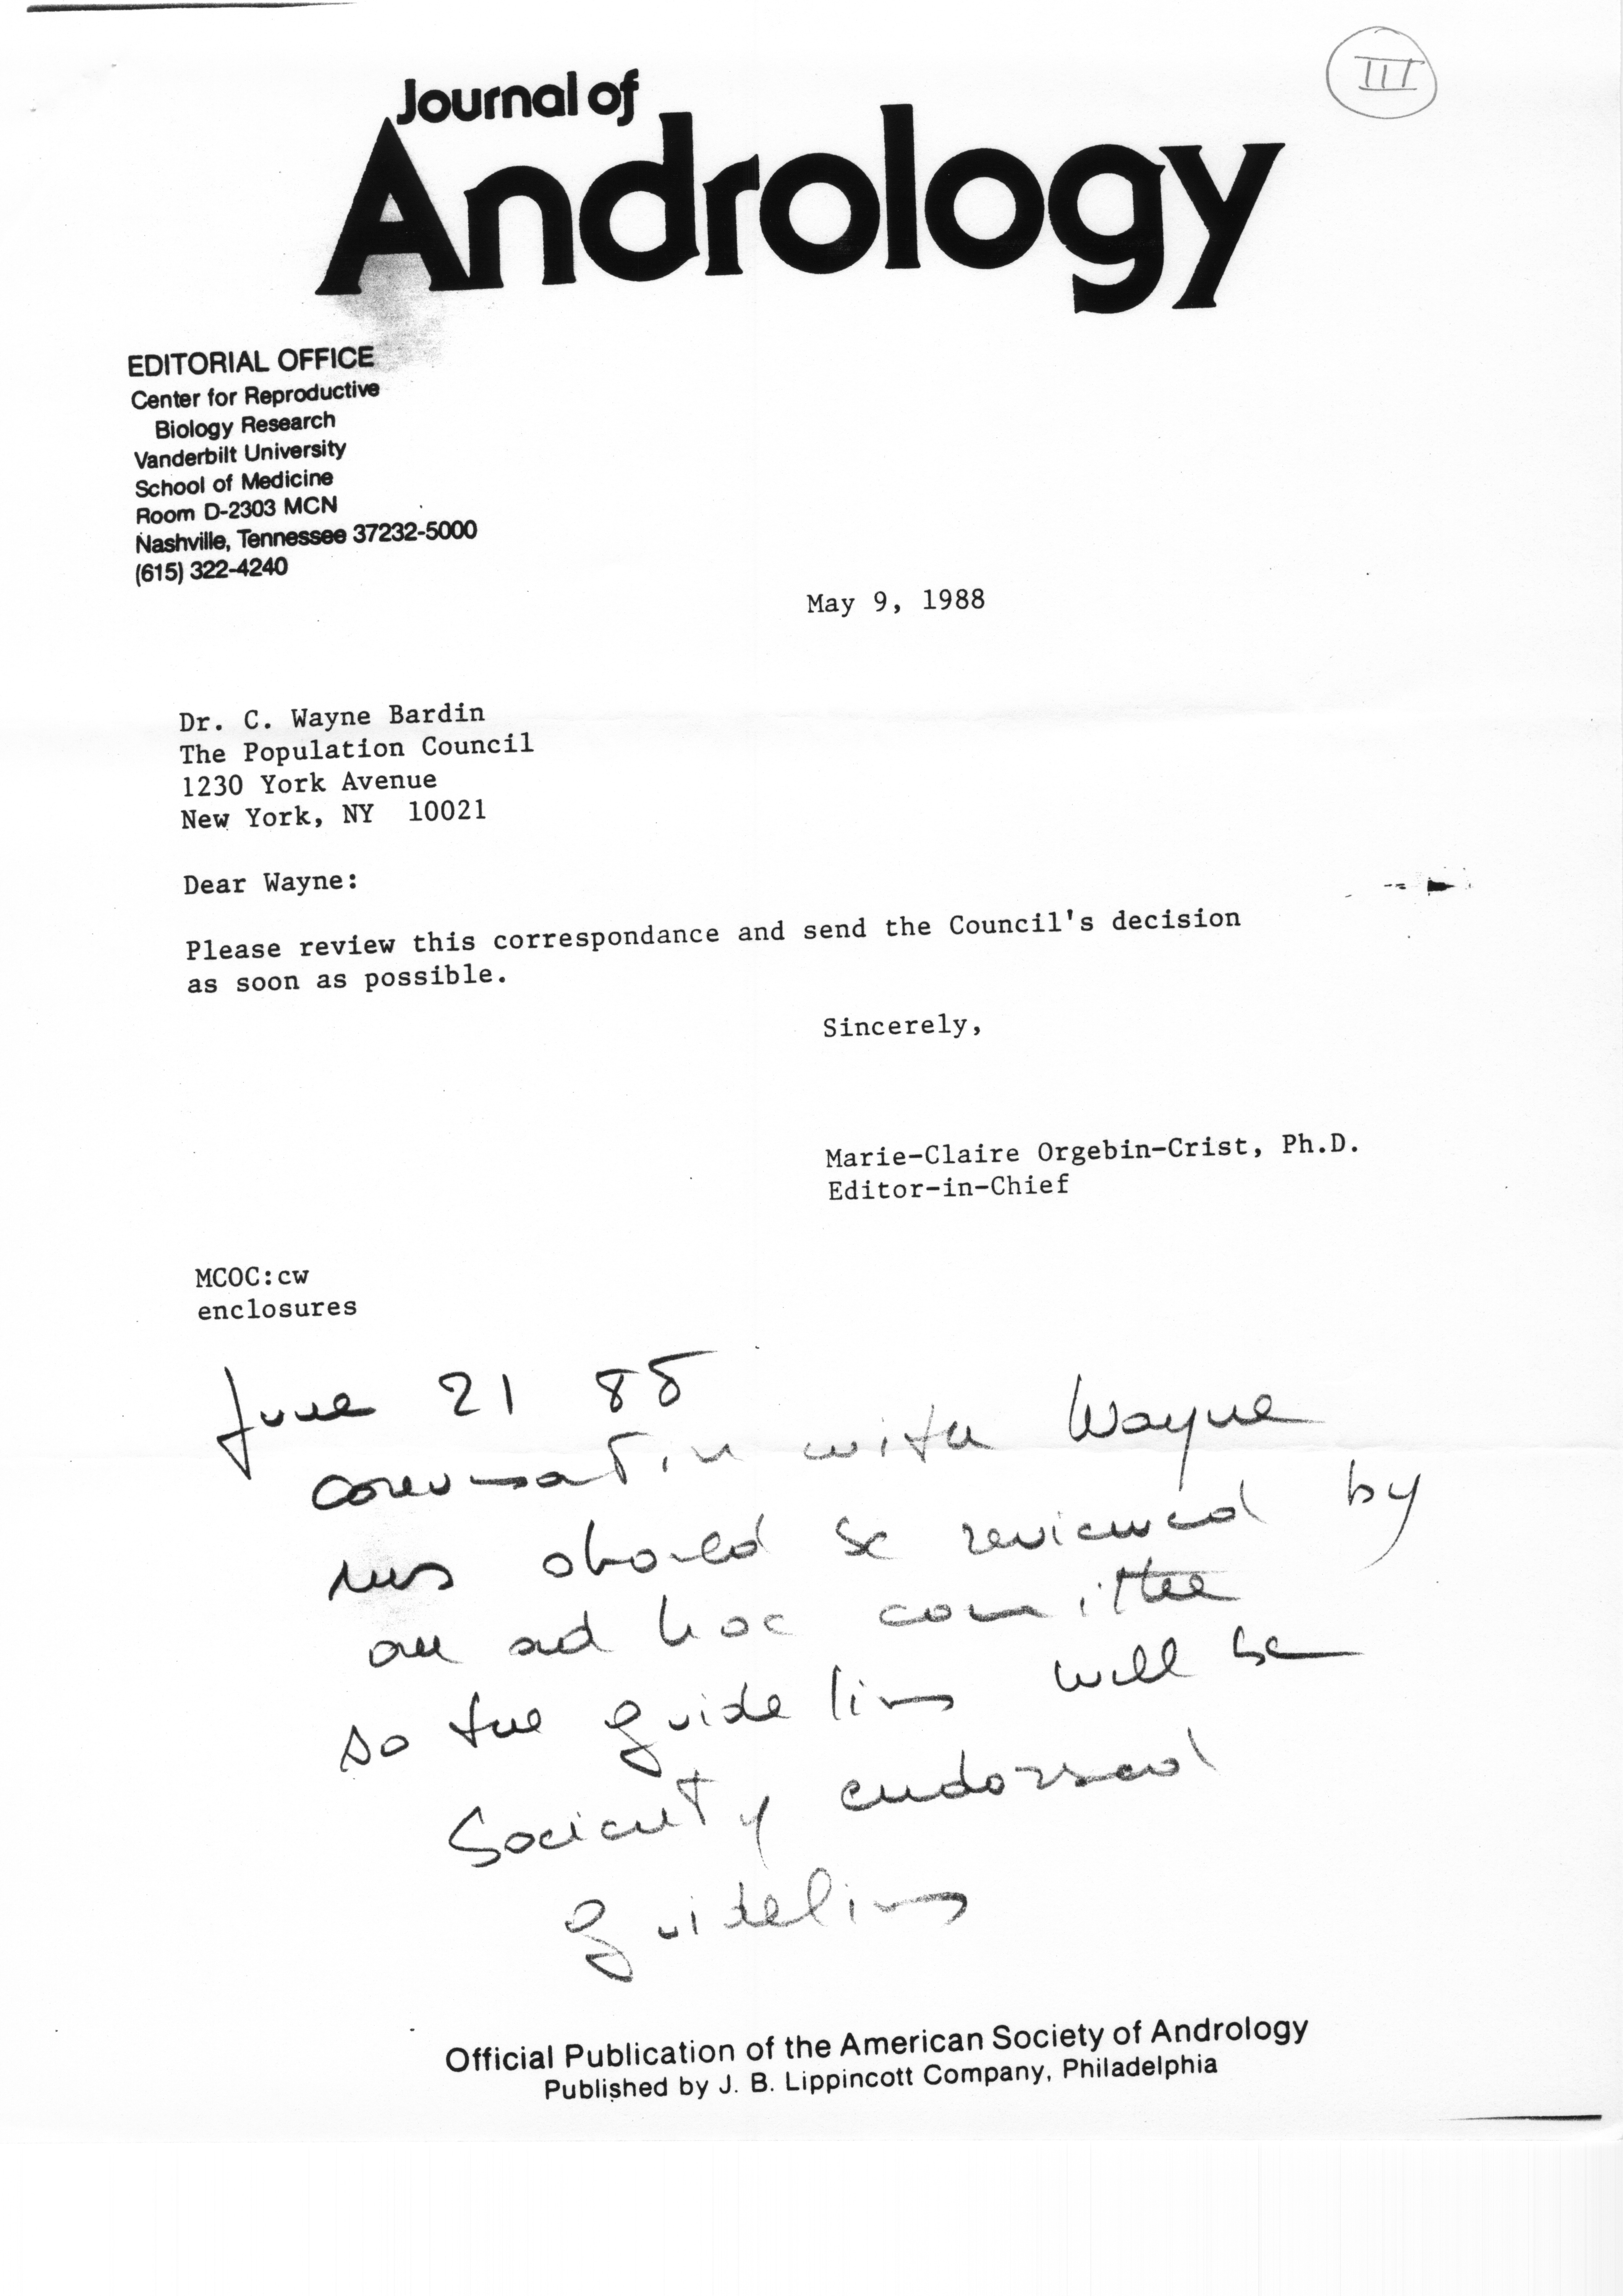 III
Journal of
Andrology
EDITORIAL OFFICE
Center for Reproductive
Biology Research
Vanderbilt University
School of Medicine
Room D-2303 MCN
Nashville, Tennessee 37232-5000
(615) 322-4240
May 9, 1988
Dr. C. Wayne Bardin
The Population Council
1230 York Avenue
New York, NY 10021
Dear Wayne:
Please review this correspondance and send the Council's decision
as soon as possible.
Sincerely,
Marie-Claire Orgebin-Crist, Ph.D.
Editor-in-Chief
MCOC:cw
enclosures
June 21 88
conversation with Wayne
should be reviewed by
an ad hoc committee
so the guidelines will be
Society endorsed
guidelines
Official Publication of the American Society of Andrology
Published by J. B. Lippincott Company, Philadelphia